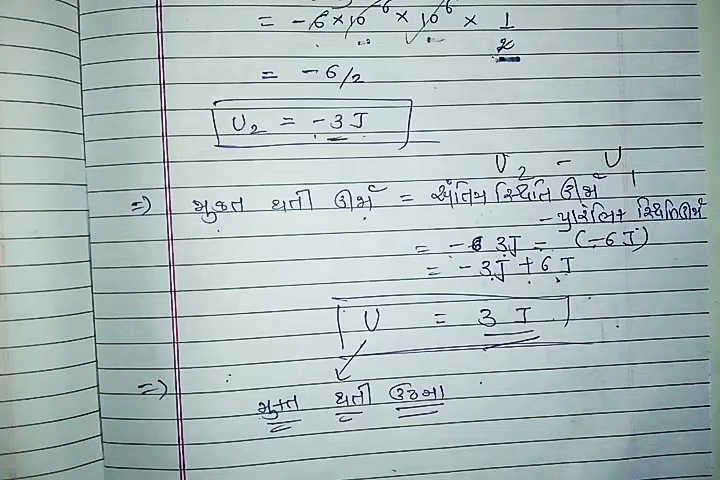 = -6 × 10⁻⁶ × 10⁶ × 1/2
= -6/2
U₂ = -3 J
U₂ - U₁
=) મુક્ત થતી ઊર્જા = અંતિમ સ્થિતિ ઊર્જા
- પ્રારંભિક સ્થિતિઊર્જા
= - 3J - (-6J)
= - 3J + 6J
U = 3 J
=) મુક્ત થતી ઉર્જા